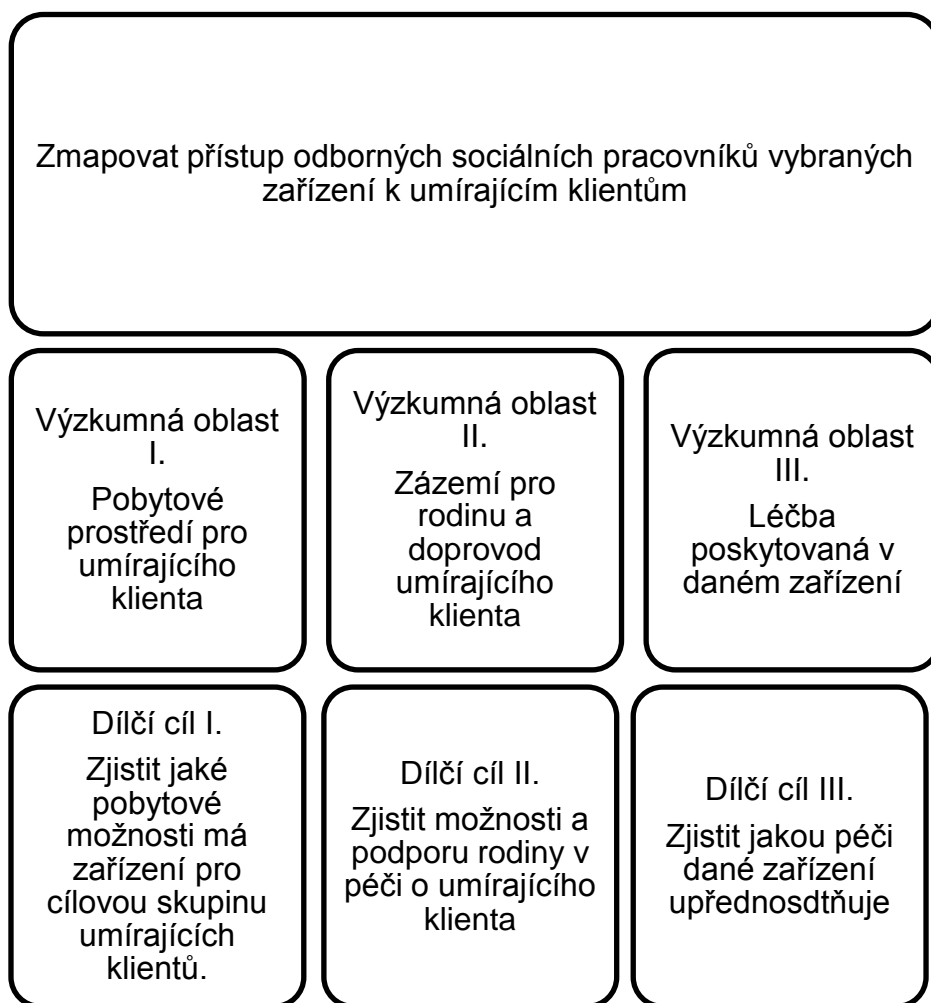 Zmapovat přístup odborných sociálních pracovníků vybraných
zařízení k umírajícím klientům
Výzkumná oblast
I.
Pobytové
prostředí pro
umírajícího
klienta
Výzkumná oblast
II.
Zázemí pro
rodinu a
doprovod
umírajícího
klienta
Výzkumná oblast
III.
Léčba
poskytovaná v
daném zařízení
Dílčí cíl I.
Zjistit jaké
pobytové
možnosti má
zařízení pro
cílovou skupinu
umírajících
klientů.
Dílčí cíl II.
Zjistit možnosti a
podporu rodiny v
péči o umírajícího
klienta
Dílčí cíl III.
Zjistit jakou péči
dané zařízení
upřednosdtňuje